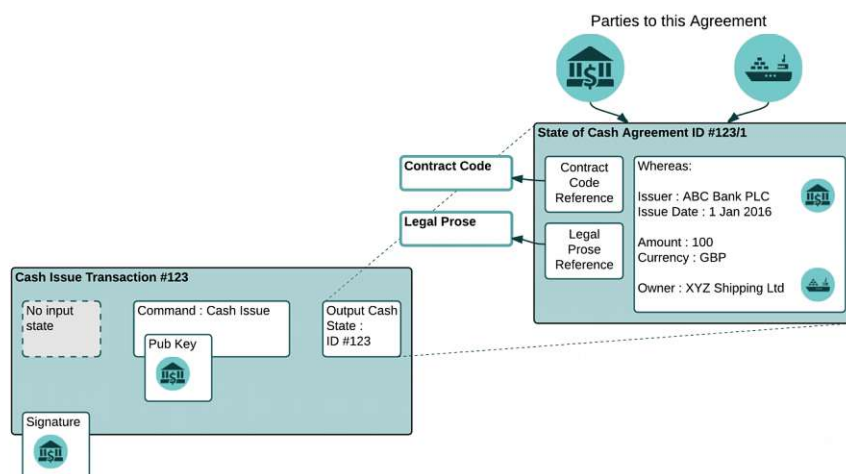 Parties to this Agreement
State of Cash Agreement ID #123/1
Contract Code
Legal Prose
Contract
Code
Reference
Legal
Prose
Reference
Whereas:
Issuer : ABC Bank PLC
Issue Date : 1 Jan 2016
Amount : 100
Currency : GBP
Owner : XYZ Shipping Ltd
Cash Issue Transaction #123
No input
state
Command : Cash Issue
Pub Key
Output Cash
State :
ID #123
Signature